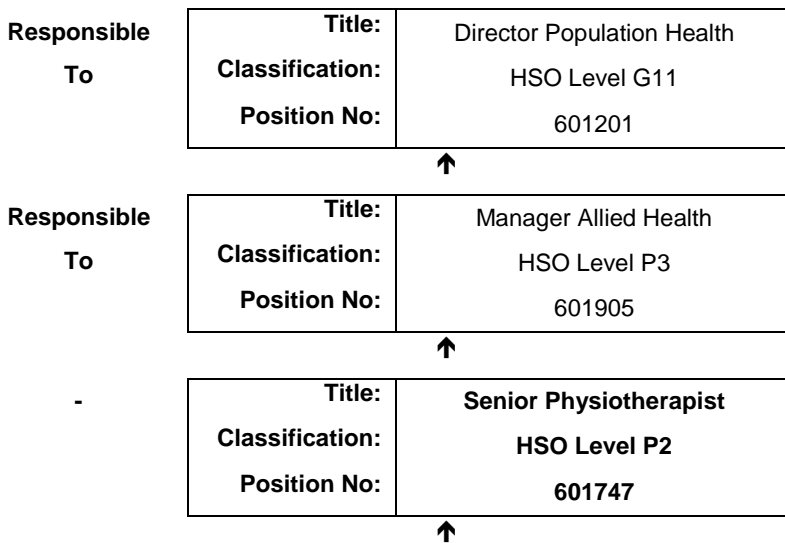 Responsible Title: Director Population Health
To Classification: HSO Level G11
Position No: 601201
↑
Responsible Title: Manager Allied Health
To Classification: HSO Level P3
Position No: 601905
↑
- Title: Senior Physiotherapist
Classification: HSO Level P2
Position No: 601747
↑